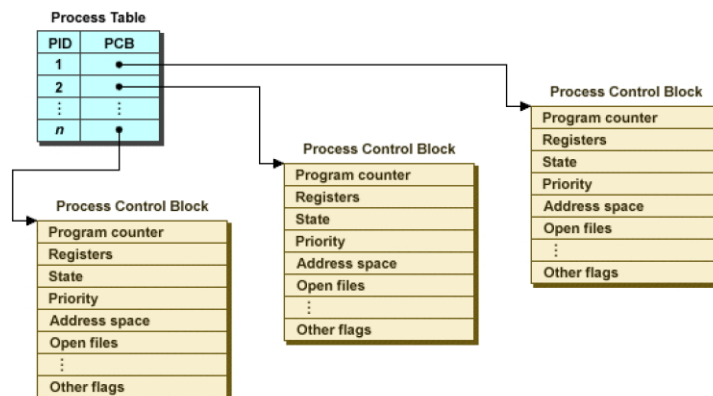 Process Table
PID PCB
1
2
⋮ ⋮
n
Process Control Block
Program counter
Registers
State
Priority
Address space
Open files
⋮
Other flags
Process Control Block
Program counter
Registers
State
Priority
Address space
Open files
⋮
Other flags
Process Control Block
Program counter
Registers
State
Priority
Address space
Open files
⋮
Other flags